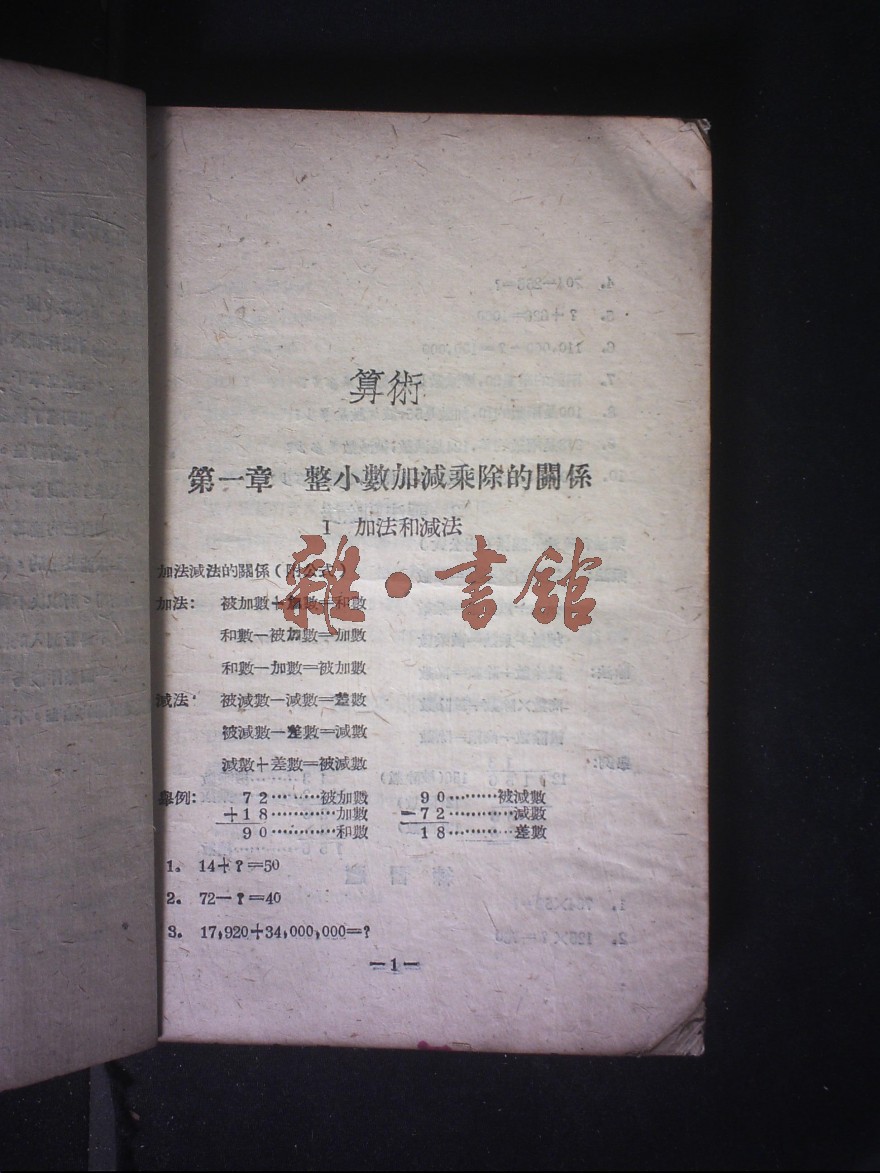 算術
第一章　整小數加減乘除的關係
I　加法和減法
加法減法的關係（附公式）
加法：　被加數＋加數＝和數
和數－被加數＝加數
和數－加數＝被加數
減法：　被減數－減數＝差數
被減數－差數＝減數
減數＋差數＝被減數
舉例：　72………被加數　90………被減數
＋18…………加數　－72…………減數
90…………和數　18…………差數
1. 14＋?＝50
2. 72－?＝40
3. 17,920＋34,000,000＝?
－1－
雜·書館